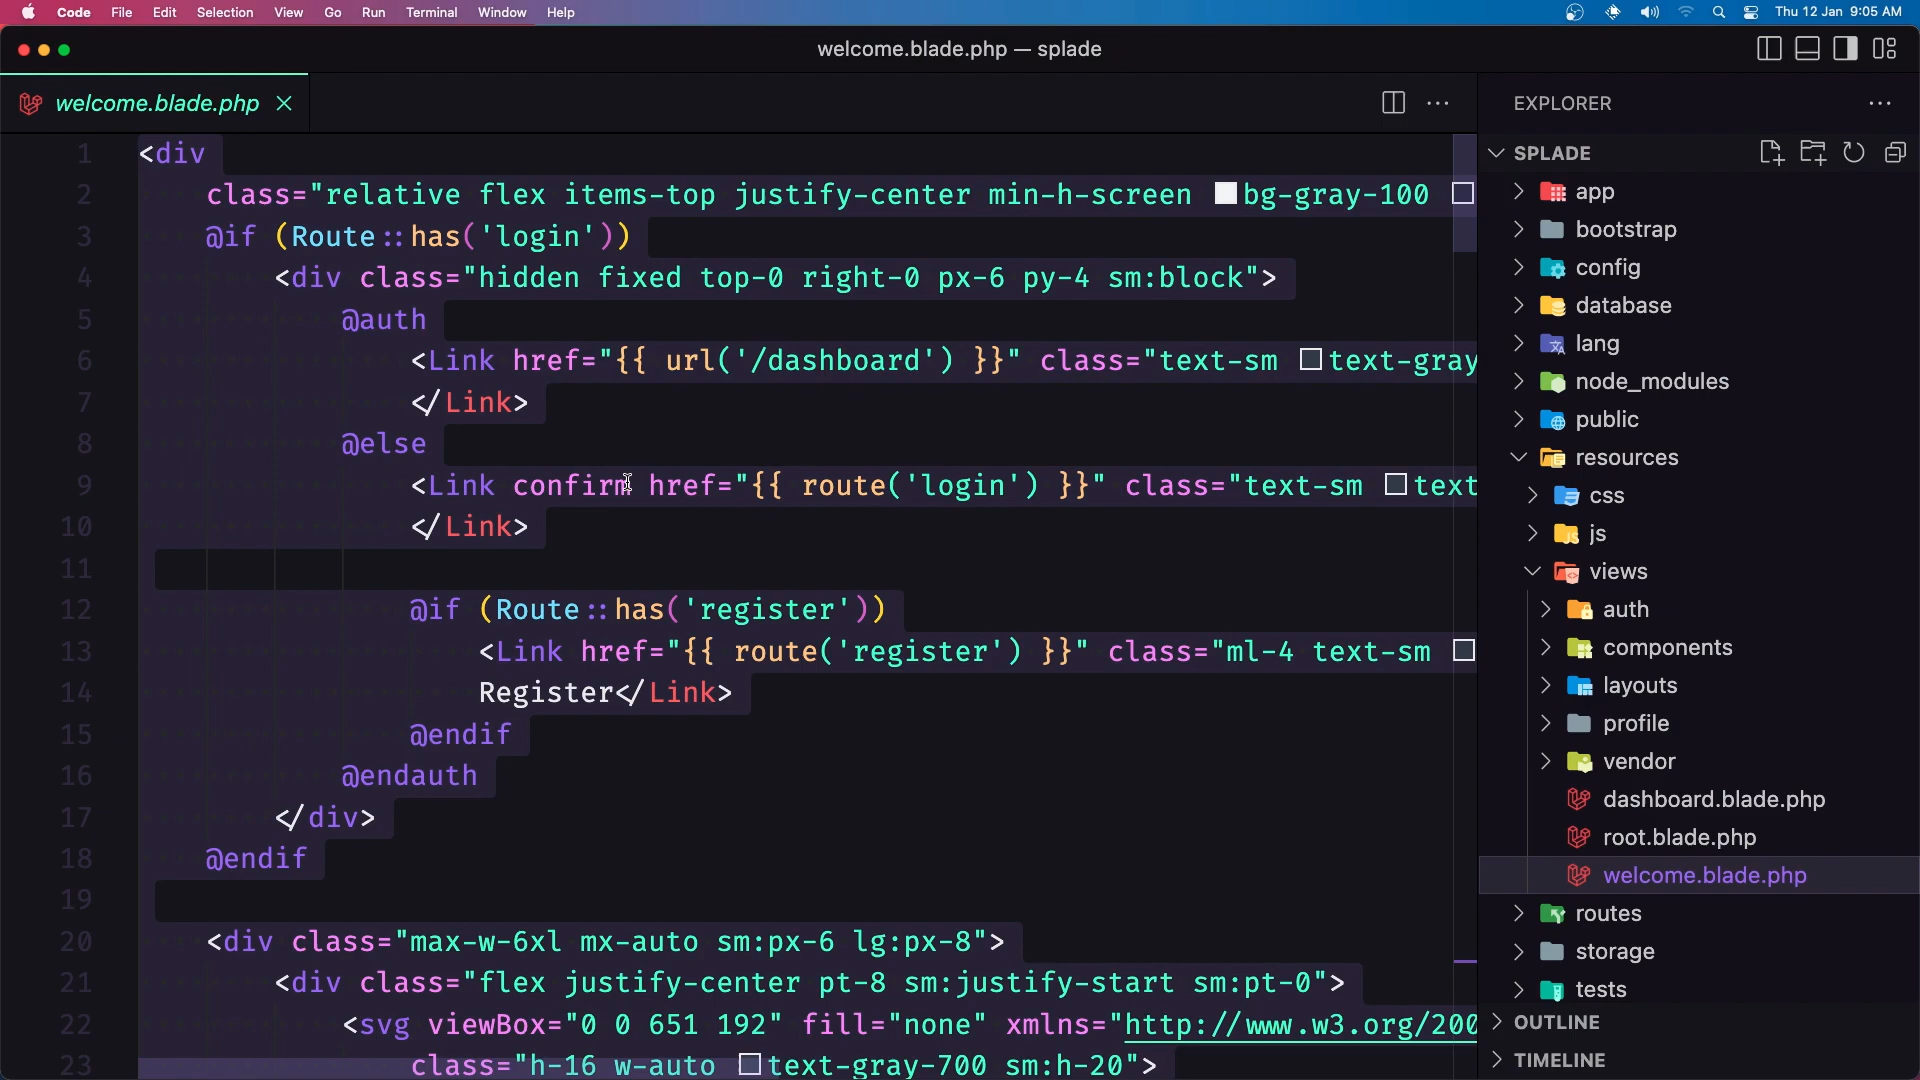 Code File Edit Selection View Go Run Terminal Window Help Thu 12 Jan 9:05 AM
welcome.blade.php — splade
welcome.blade.php
EXPLORER
SPLADE
1 <div
2 class="relative flex items-top justify-center min-h-screen bg-gray-100
3 @if (Route::has('login'))
4 <div class="hidden fixed top-0 right-0 px-6 py-4 sm:block">
5 @auth
6 <Link href="{{ url('/dashboard') }}" class="text-sm text-gray
7 </Link>
8 @else
9 <Link confirm href="{{ route('login') }}" class="text-sm text
10 </Link>
11
12 @if (Route::has('register'))
13 <Link href="{{ route('register') }}" class="ml-4 text-sm
14 Register</Link>
15 @endif
16 @endauth
17 </div>
18 @endif
19
20 <div class="max-w-6xl mx-auto sm:px-6 lg:px-8">
21 <div class="flex justify-center pt-8 sm:justify-start sm:pt-0">
22 <svg viewBox="0 0 651 192" fill="none" xmlns="http://www.w3.org/200
23 class="h-16 w-auto text-gray-700 sm:h-20">
app
bootstrap
config
database
lang
node_modules
public
resources
css
js
views
auth
components
layouts
profile
vendor
dashboard.blade.php
root.blade.php
welcome.blade.php
routes
storage
tests
OUTLINE
TIMELINE